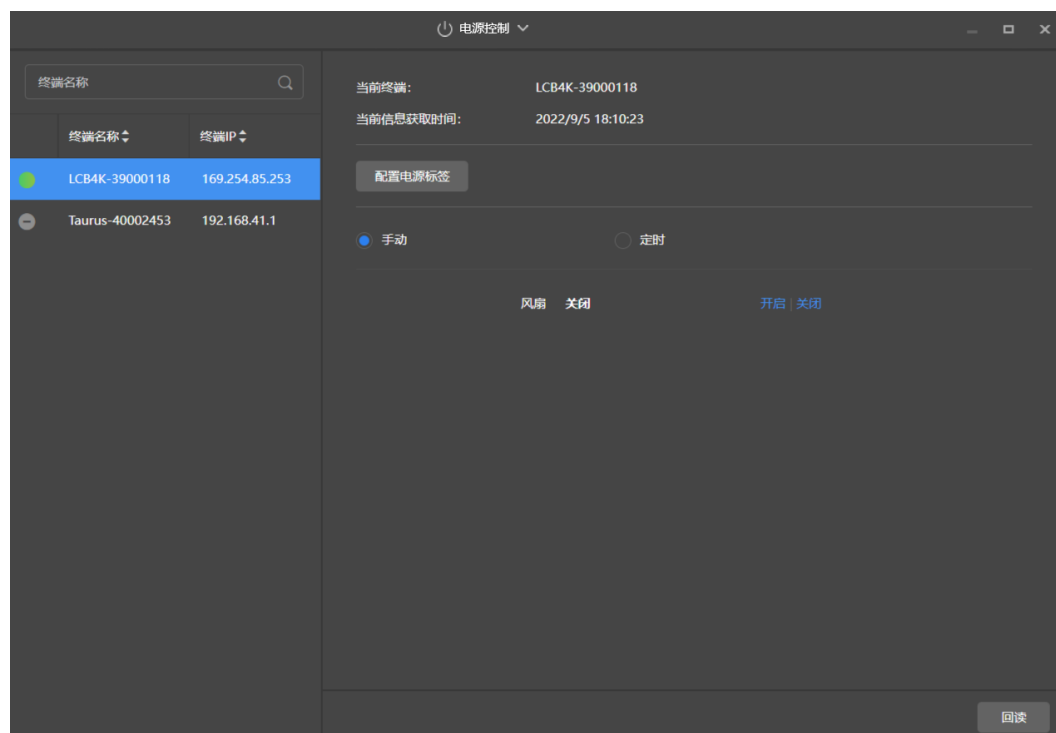 电源控制
终端名称
终端名称 终端IP
LCB4K-39000118 169.254.85.253
Taurus-40002453 192.168.41.1
当前终端: LCB4K-39000118
当前信息获取时间: 2022/9/5 18:10:23
配置电源标签
手动 定时
风扇 关闭 开启 | 关闭
回读